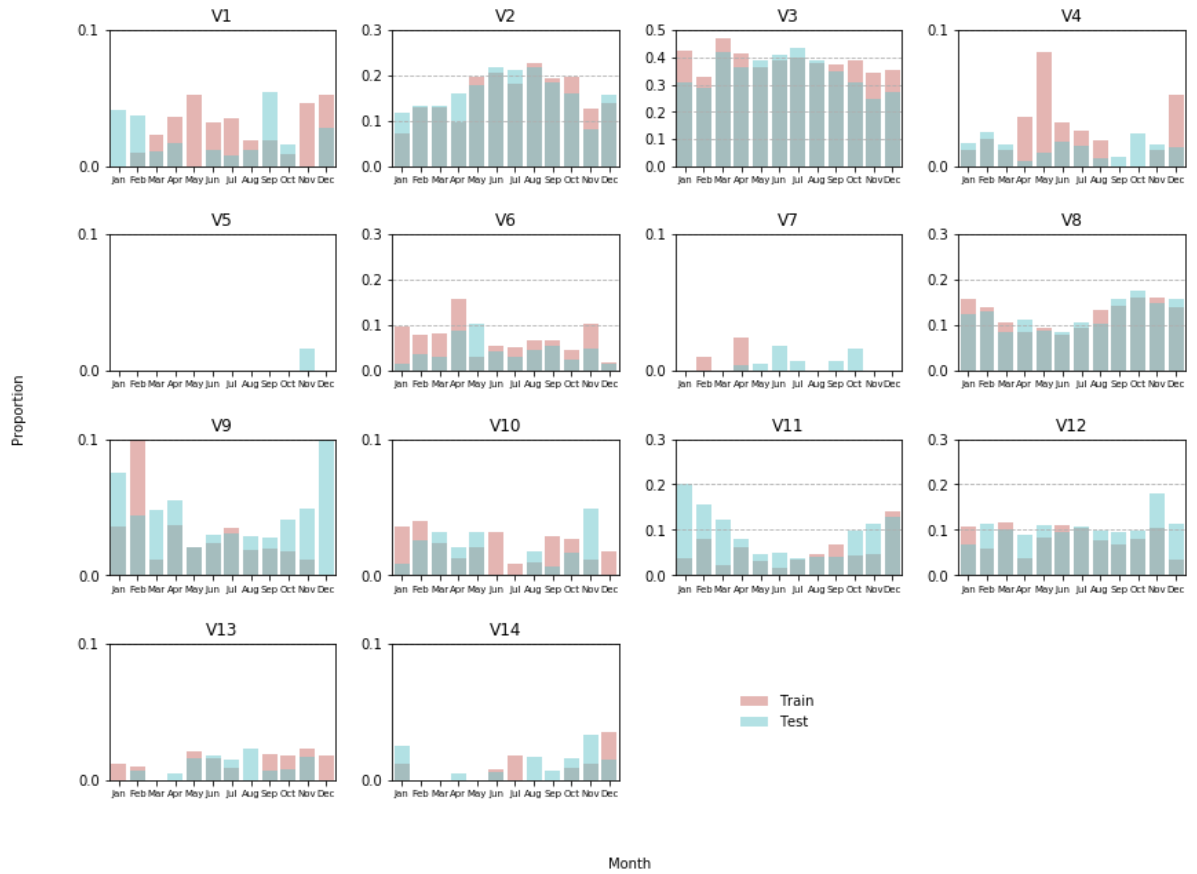 V1 V2 V3 V4
0.1 0.3 0.5 0.1
0.4
0.2 0.3
0.1 0.2
0.1
0.0 0.0 0.0 0.0
Jan Feb Mar Apr May Jun Jul Aug Sep Oct Nov Dec Jan Feb Mar Apr May Jun Jul Aug Sep Oct Nov Dec Jan Feb Mar Apr May Jun Jul Aug Sep Oct Nov Dec Jan Feb Mar Apr May Jun Jul Aug Sep Oct Nov Dec
V5 V6 V7 V8
0.1 0.3 0.1 0.3
0.2 0.2
0.1 0.1
0.0 0.0 0.0 0.0
Jan Feb Mar Apr May Jun Jul Aug Sep Oct Nov Dec Jan Feb Mar Apr May Jun Jul Aug Sep Oct Nov Dec Jan Feb Mar Apr May Jun Jul Aug Sep Oct Nov Dec Jan Feb Mar Apr May Jun Jul Aug Sep Oct Nov Dec
Proportion
V9 V10 V11 V12
0.1 0.1 0.3 0.3
0.2 0.2
0.1 0.1
0.0 0.0 0.0 0.0
Jan Feb Mar Apr May Jun Jul Aug Sep Oct Nov Dec Jan Feb Mar Apr May Jun Jul Aug Sep Oct Nov Dec Jan Feb Mar Apr May Jun Jul Aug Sep Oct Nov Dec Jan Feb Mar Apr May Jun Jul Aug Sep Oct Nov Dec
V13 V14
0.1 0.1
0.0 0.0
Jan Feb Mar Apr May Jun Jul Aug Sep Oct Nov Dec Jan Feb Mar Apr May Jun Jul Aug Sep Oct Nov Dec
Train
Test
Month